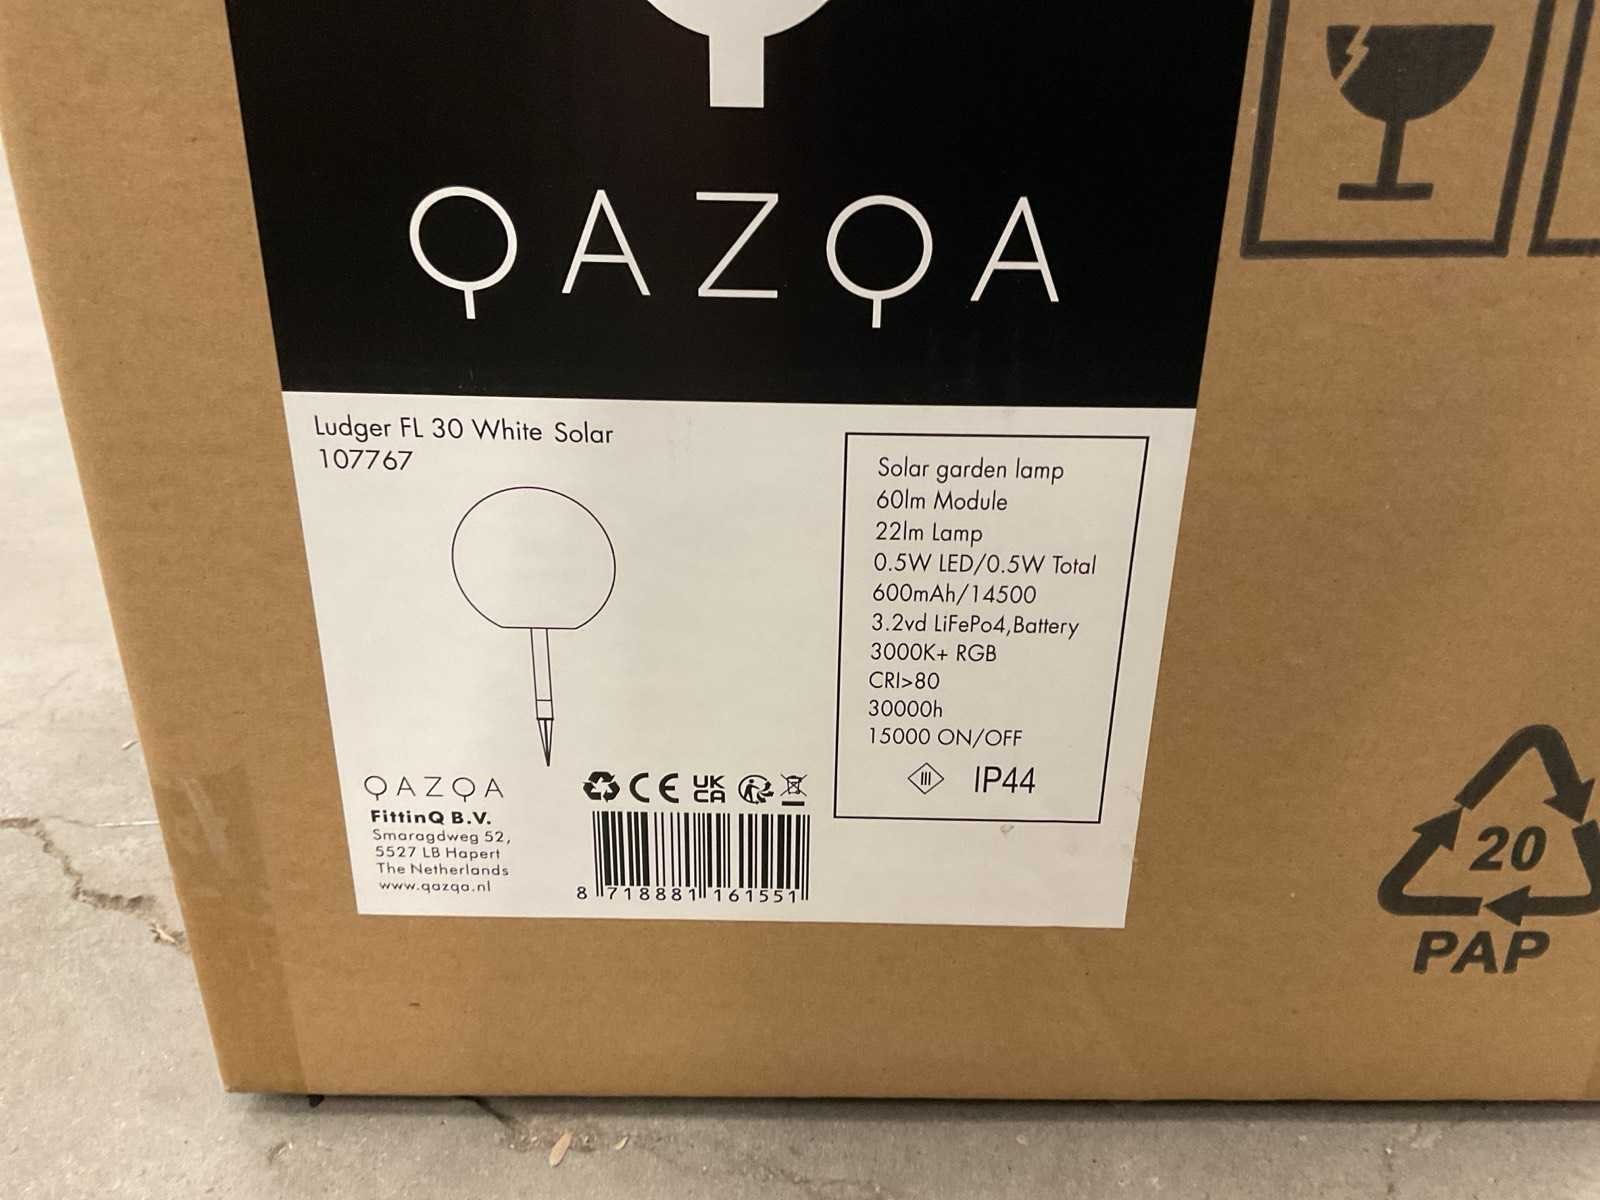 QAZQA
Ludger FL 30 White Solar
107767
Solar garden lamp
60lm Module
22lm Lamp
0.5W LED/0.5W Total
600mAh/14500
3.2vd LiFePo4,Battery
3000K+ RGB
CRI>80
30000h
15000 ON/OFF
III IP44
QAZQA
FittinQ B.V.
Smaragdweg 52,
5527 LB Hapert
The Netherlands
www.qazqa.nl
CE UK CA
8 718881 161551
20
PAP